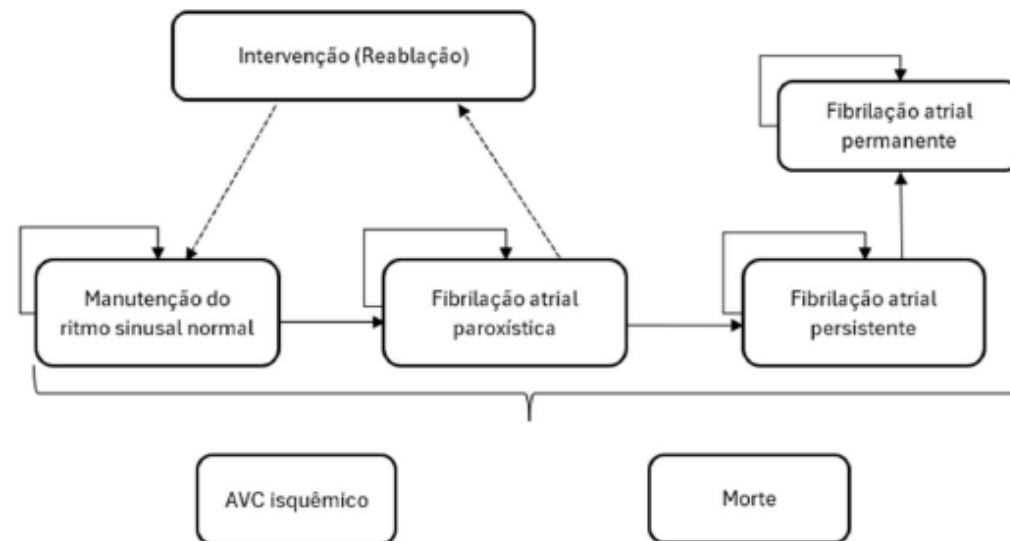 Intervenção (Reablação)
Fibrilação atrial
permanente
Manutenção do
ritmo sinusal normal
Fibrilação atrial
paroxística
Fibrilação atrial
persistente
AVC isquêmico
Morte